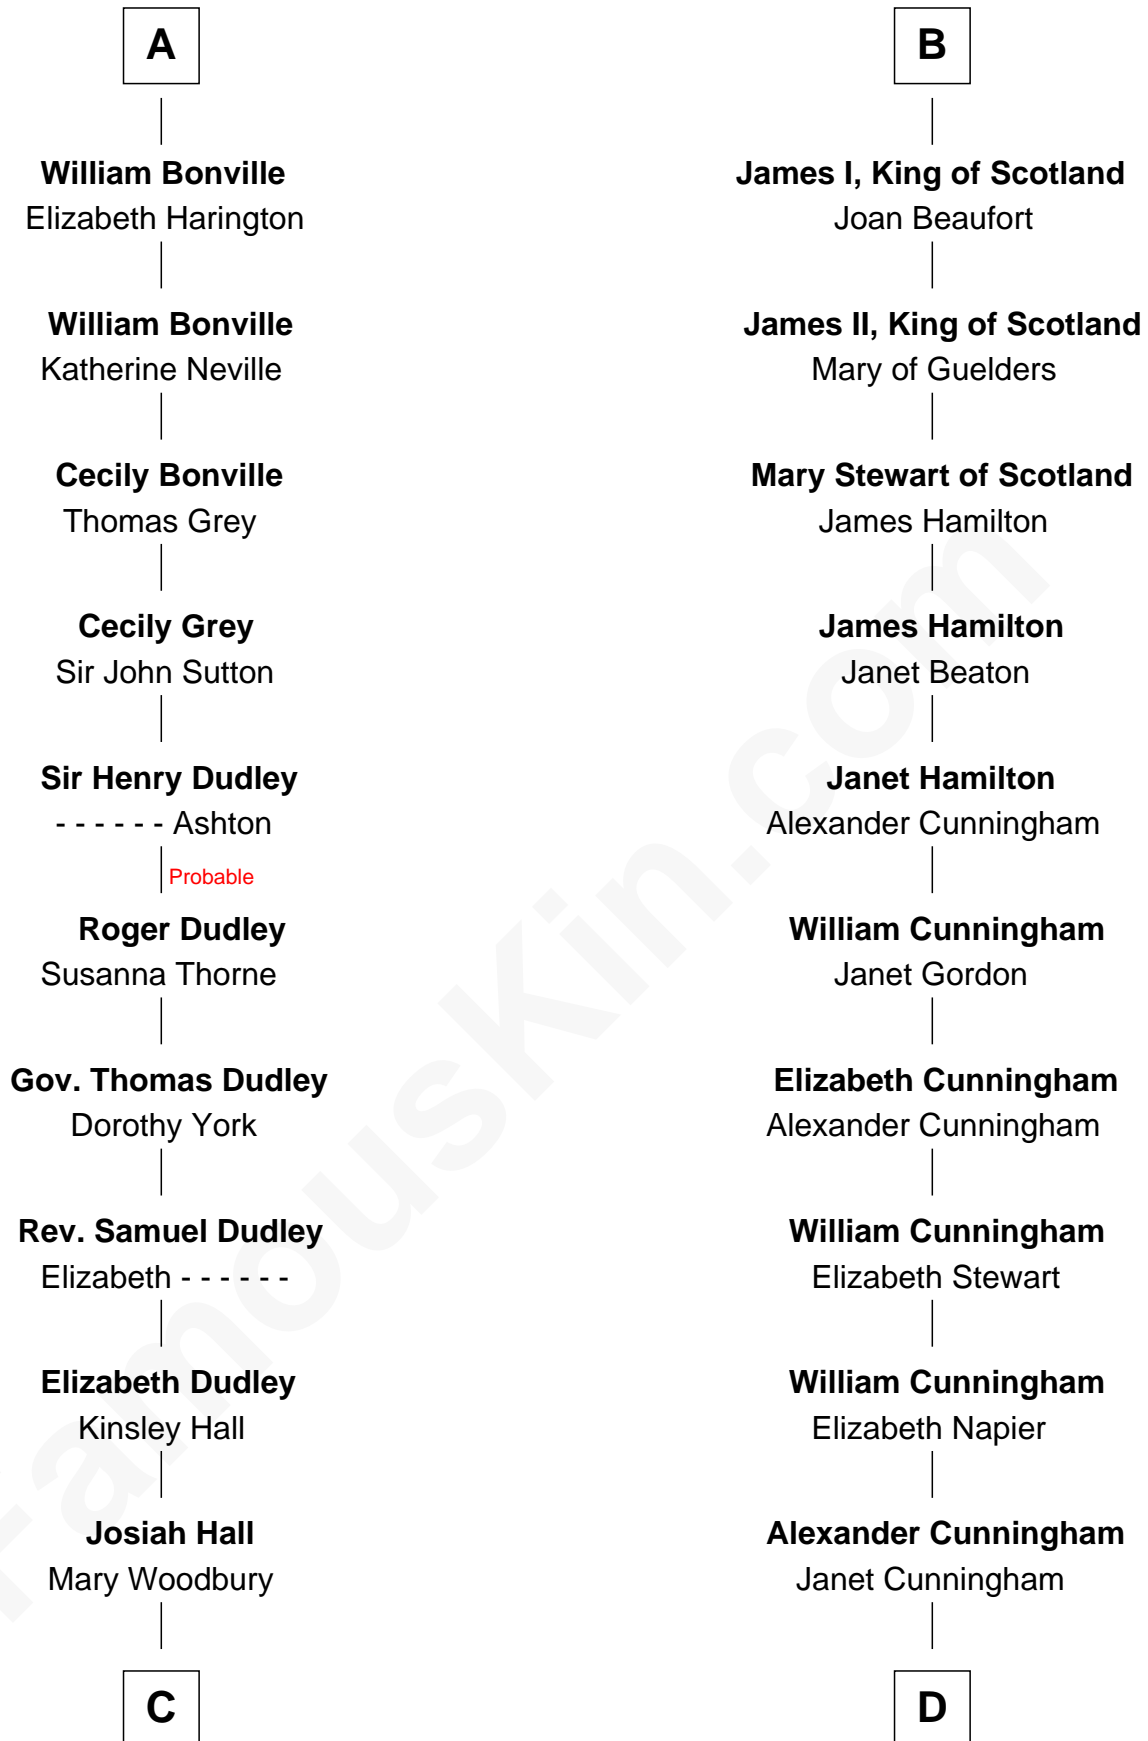 A
William Bonville
Elizabeth Harington
William Bonville
Katherine Neville
Cecily Bonville
Thomas Grey
Cecily Grey
Sir John Sutton
Sir Henry Dudley
- - - - - - Ashton
Probable
Roger Dudley
Susanna Thorne
Gov. Thomas Dudley
Dorothy York
Rev. Samuel Dudley
Elizabeth - - - - - -
Elizabeth Dudley
Kinsley Hall
Josiah Hall
Mary Woodbury
C
B
James I, King of Scotland
Joan Beaufort
James II, King of Scotland
Mary of Guelders
Mary Stewart of Scotland
James Hamilton
James Hamilton
Janet Beaton
Janet Hamilton
Alexander Cunningham
William Cunningham
Janet Gordon
Elizabeth Cunningham
Alexander Cunningham
William Cunningham
Elizabeth Stewart
William Cunningham
Elizabeth Napier
Alexander Cunningham
Janet Cunningham
D
FamousKin.com